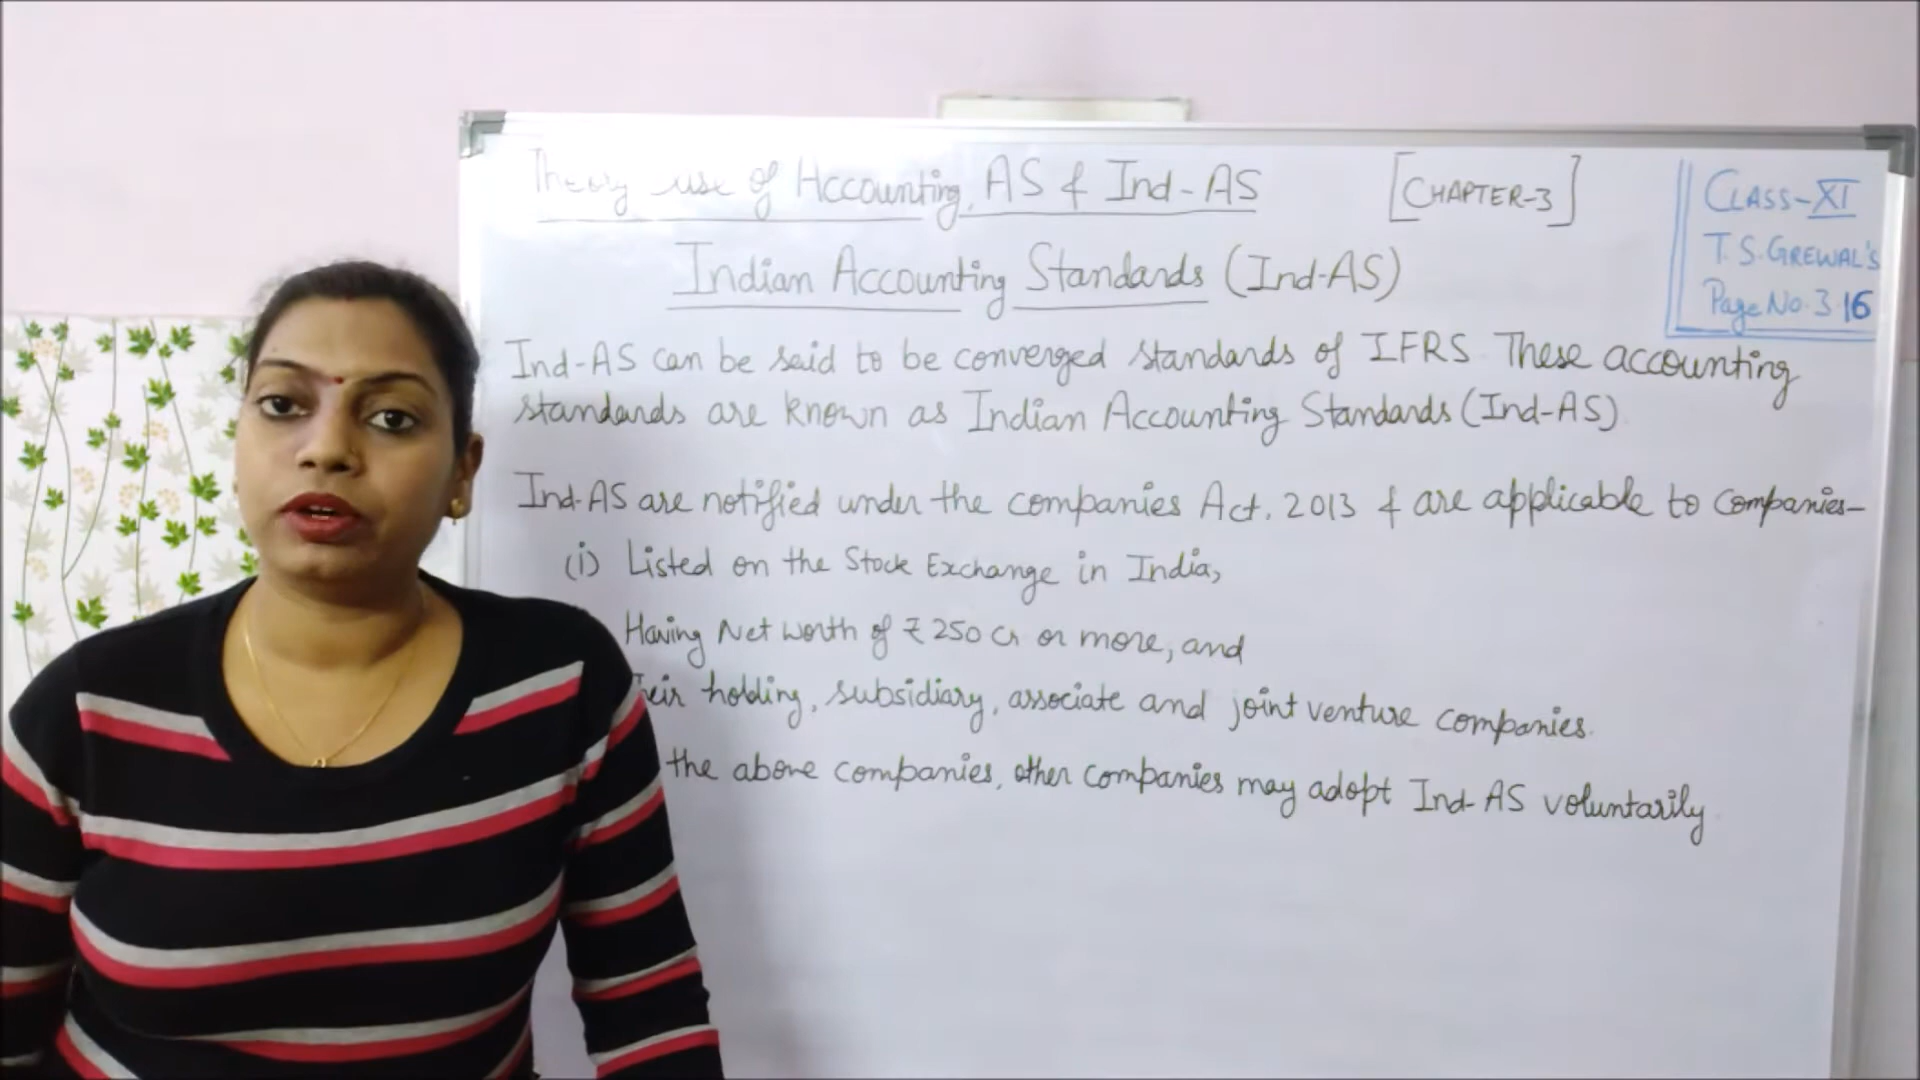 Theory use of Accounting, AS & Ind-AS
[CHAPTER-3]
CLASS-XI
T.S.GREWAL'S
Page No. 3.16
Indian Accounting Standards (Ind-AS)
Ind-AS can be said to be converged standards of IFRS These accounting
standards are known as Indian Accounting Standards (Ind-AS).
Ind-AS are notified under the companies Act, 2013 & are applicable to Companies-
(i) Listed on the Stock Exchange in India,
Having Net worth of ₹250 Cr or more, and
holding, subsidiary, associate and joint venture companies.
the above companies, other companies may adopt Ind-AS voluntarily